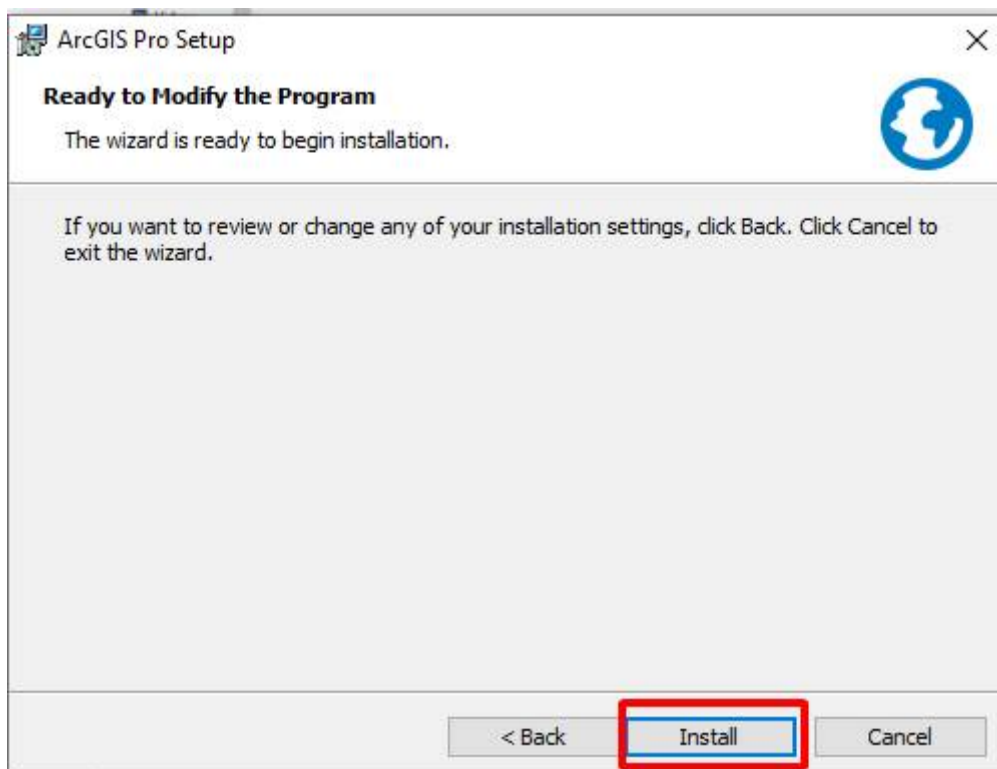 ArcGIS Pro Setup
Ready to Modify the Program
The wizard is ready to begin installation.
If you want to review or change any of your installation settings, click Back. Click Cancel to
exit the wizard.
< Back Install Cancel